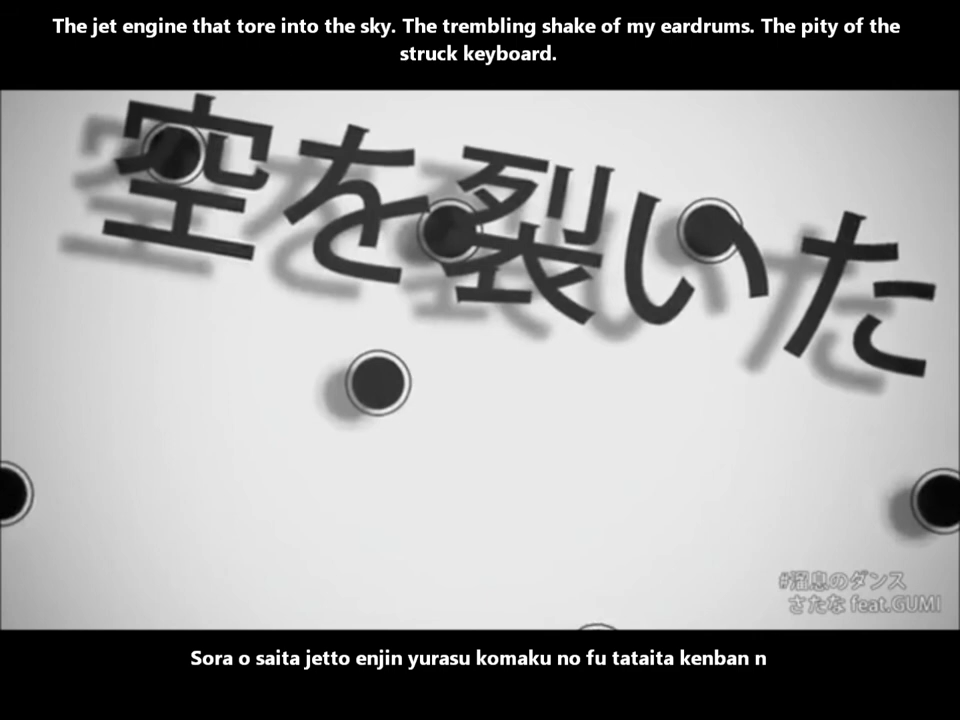 The jet engine that tore into the sky. The trembling shake of my eardrums. The pity of the
struck keyboard.
空を裂いた
#溜息のダンス
さたな feat.GUMI
Sora o saita jetto enjin yurasu komaku no fu tataita kenban n